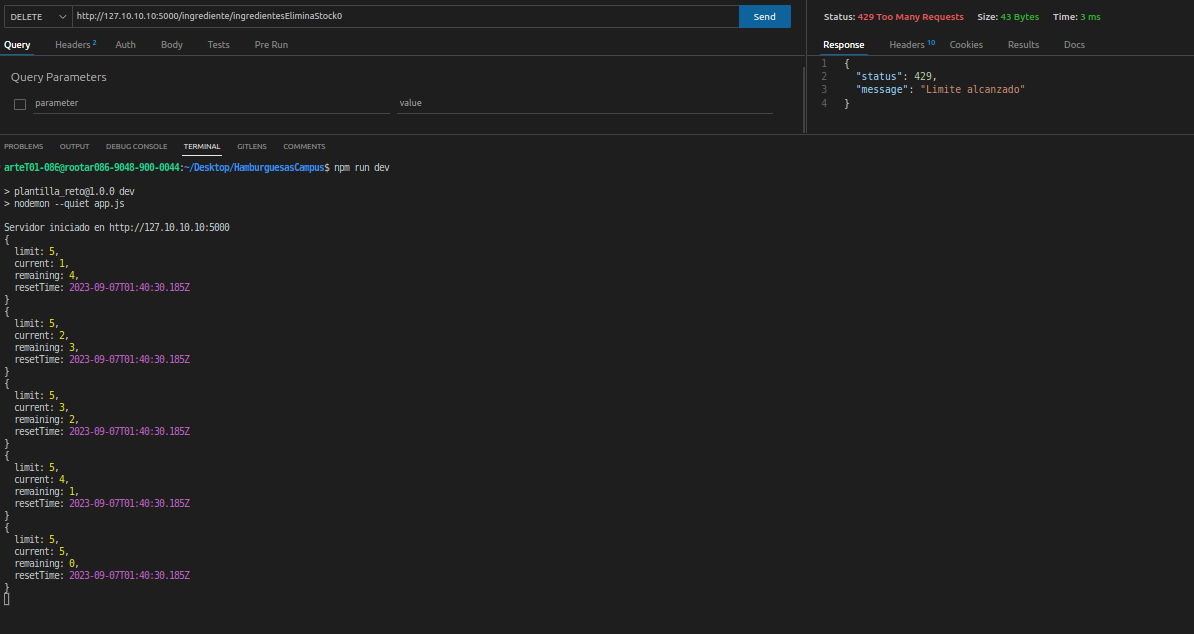 DELETE http://127.10.10.10:5000/ingrediente/ingredientesEliminaStock0 Send
Query Headers 2 Auth Body Tests Pre Run
Query Parameters
parameter value
Status: 429 Too Many Requests Size: 43 Bytes Time: 3 ms
Response Headers 10 Cookies Results Docs
1 {
2 "status": 429,
3 "message": "Limite alcanzado"
4 }
PROBLEMS OUTPUT DEBUG CONSOLE TERMINAL GITLENS COMMENTS
arteT01-086@rootar086-9048-900-0044:~/Desktop/HamburguesasCampus$ npm run dev
> plantilla_reto@1.0.0 dev
> nodemon --quiet app.js
Servidor iniciado en http://127.10.10.10:5000
{
limit: 5,
current: 1,
remaining: 4,
resetTime: 2023-09-07T01:40:30.185Z
}
{
limit: 5,
current: 2,
remaining: 3,
resetTime: 2023-09-07T01:40:30.185Z
}
{
limit: 5,
current: 3,
remaining: 2,
resetTime: 2023-09-07T01:40:30.185Z
}
{
limit: 5,
current: 4,
remaining: 1,
resetTime: 2023-09-07T01:40:30.185Z
}
{
limit: 5,
current: 5,
remaining: 0,
resetTime: 2023-09-07T01:40:30.185Z
}